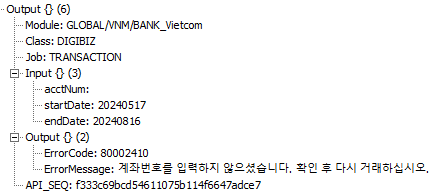 Output {} (6)
Module: GLOBAL/VNM/BANK_Vietcom
Class: DIGIBIZ
Job: TRANSACTION
Input {} (3)
acctNum:
startDate: 20240517
endDate: 20240816
Output {} (2)
ErrorCode: 80002410
ErrorMessage: 계좌번호를 입력하지 않으셨습니다. 확인 후 다시 거래하십시오.
API_SEQ: f333c69bcd54611075b114f6647adce7